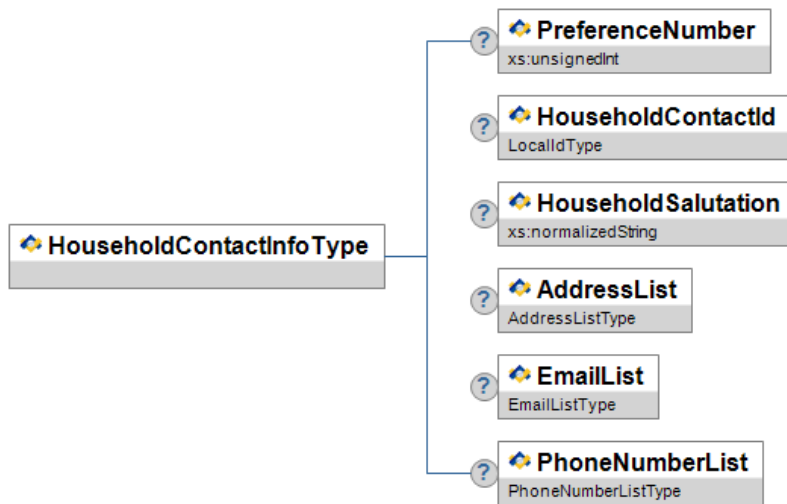 HouseholdContactInfoType
?
PreferenceNumber
xs:unsignedInt
?
HouseholdContactId
LocalIdType
?
HouseholdSalutation
xs:normalizedString
?
AddressList
AddressListType
?
EmailList
EmailListType
?
PhoneNumberList
PhoneNumberListType